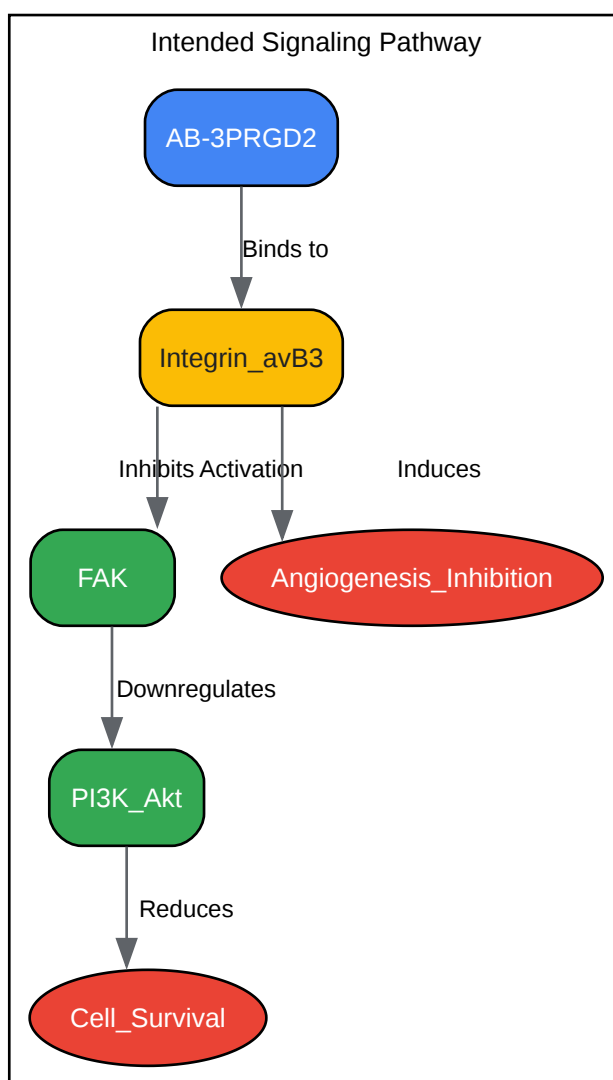 Intended Signaling Pathway
AB-3PRGD2
Binds to
Integrin_avB3
Inhibits Activation
Induces
FAK
Angiogenesis_Inhibition
Downregulates
PI3K_Akt
Reduces
Cell_Survival